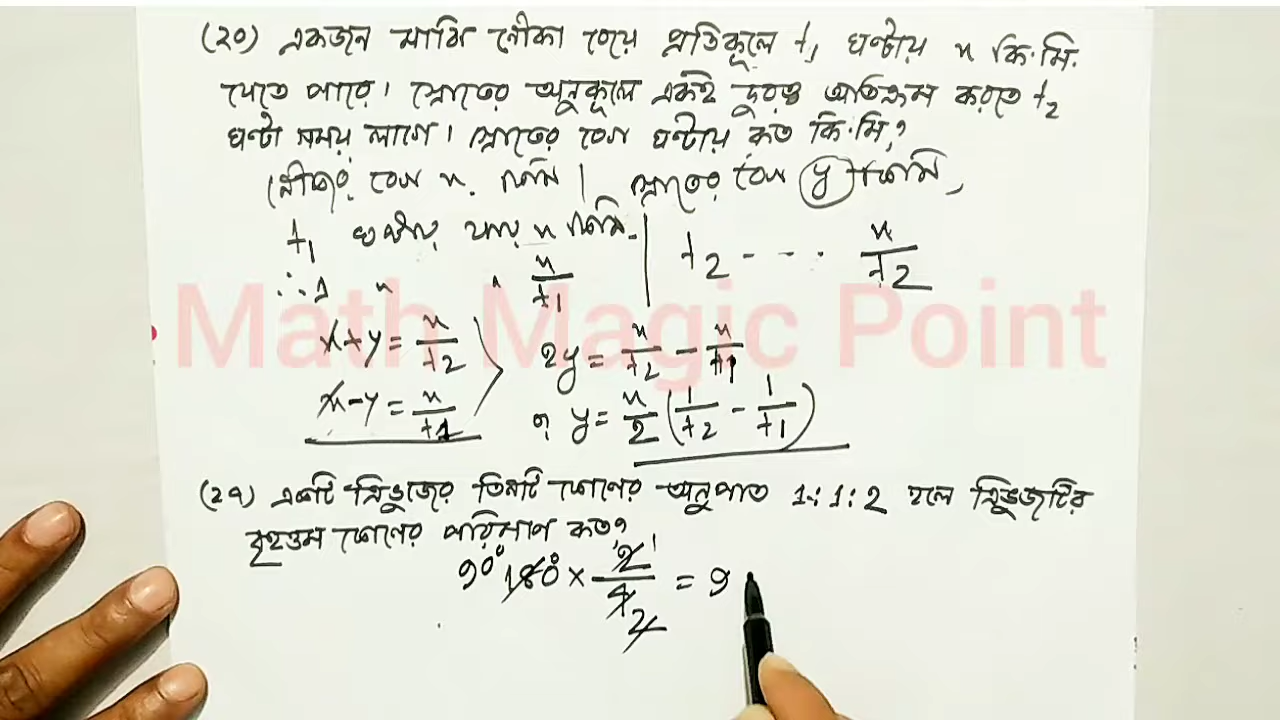 (২০) একজন মাঝি নৌকা বেয়ে প্রতিকূলে t₁ ঘণ্টায় x কি.মি.
যেতে পারে। স্রোতের অনুকূলে একই দুরত্ব অতিক্রম করতে t₂
ঘণ্টা সময় লাগে। স্রোতের বেগ ঘণ্টায় কত কি.মি?
নৌকার বেগ x. কিমি | স্রোতের বেগ y কিমি,
t₁ ঘণ্টায় যায় x কিমি. | t₂ - - - x/t₂
∴ ১ " " x/t₁
Math Magic Point
x+y = x/t₂
x-y = x/t₁
2y = x/t₂ - x/t₁
বা y = x/2 (1/t₂ - 1/t₁)
(২১) একটি ত্রিভুজের তিনটি কোণের অনুপাত 1:1:2 হলে ত্রিভুজটির
বৃহত্তম কোণের পরিমাপ কত?
90° 180° × 2/4 = 9